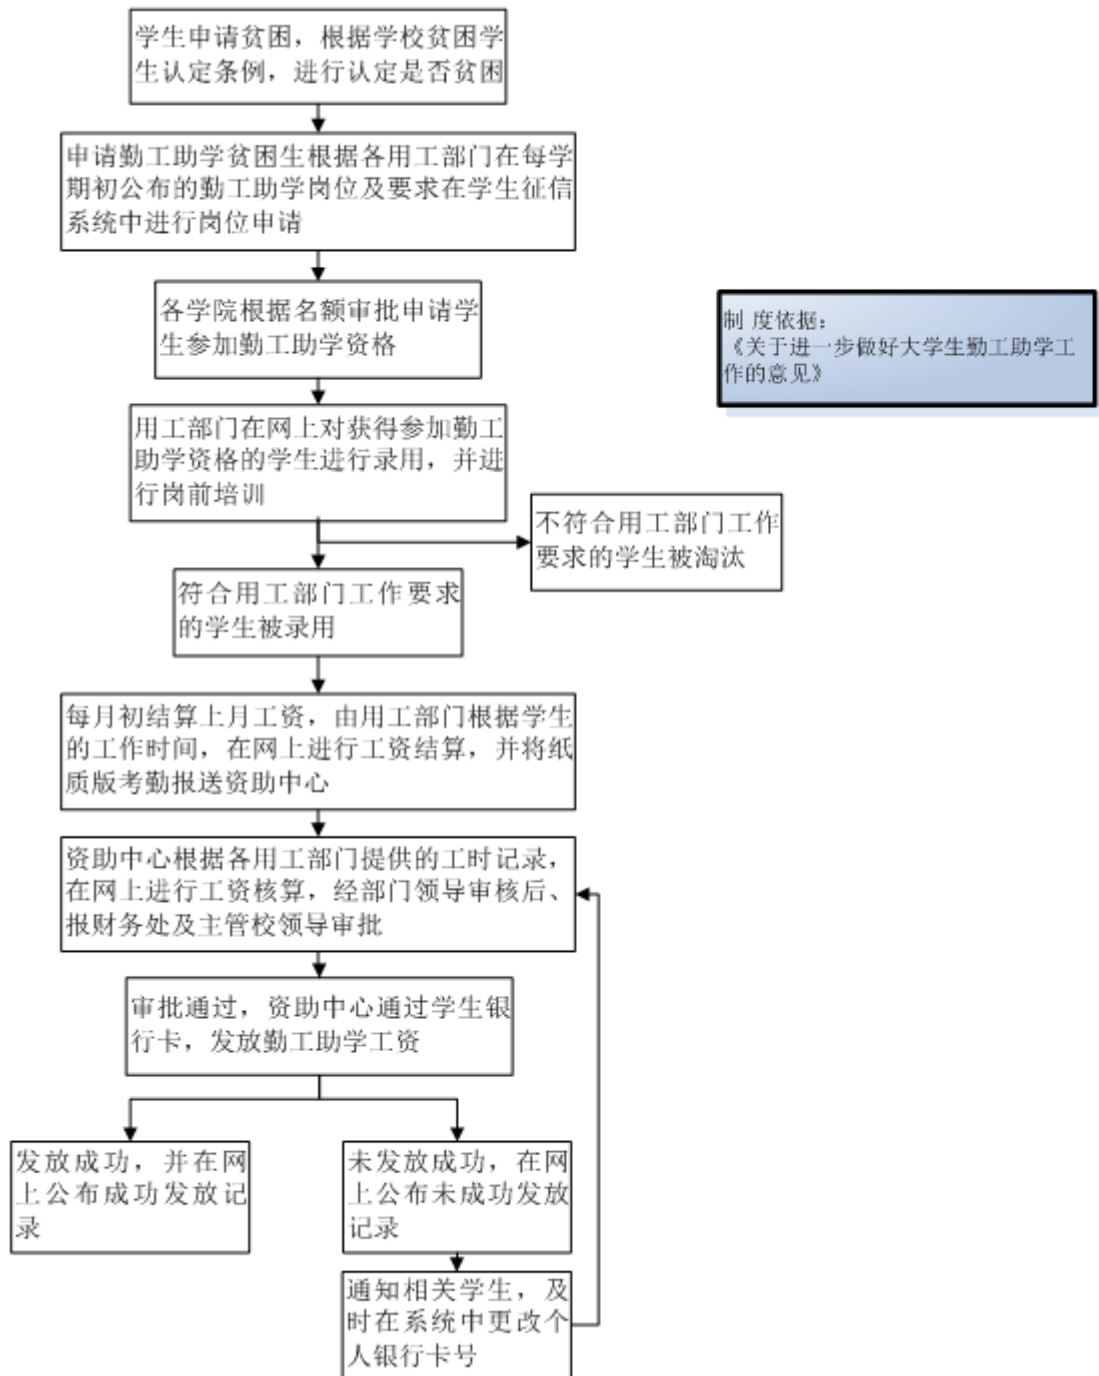 学生申请贫困，根据学校贫困学
生认定条例，进行认定是否贫困
申请勤工助学贫困生根据各用工部门在每学
期初公布的勤工助学岗位及要求在学生征信
系统中进行岗位申请
各学院根据名额审批申请学
生参加勤工助学资格
制 度依据：
《关于进一步做好大学生勤工助学工
作的意见》
用工部门在网上对获得参加勤工
助学资格的学生进行录用，并进
行岗前培训
不符合用工部门工作
要求的学生被淘汰
符合用工部门工作要求
的学生被录用
每月初结算上月工资，由用工部门根据学生
的工作时间，在网上进行工资结算，并将纸
质版考勤报送资助中心
资助中心根据各用工部门提供的工时记录，
在网上进行工资核算，经部门领导审核后、
报财务处及主管校领导审批
审批通过，资助中心通过学生银
行卡，发放勤工助学工资
发放成功，并在网
上公布成功发放记
录
未发放成功，在网
上公布未成功发放
记录
通知相关学生，及
时在系统中更改个
人银行卡号